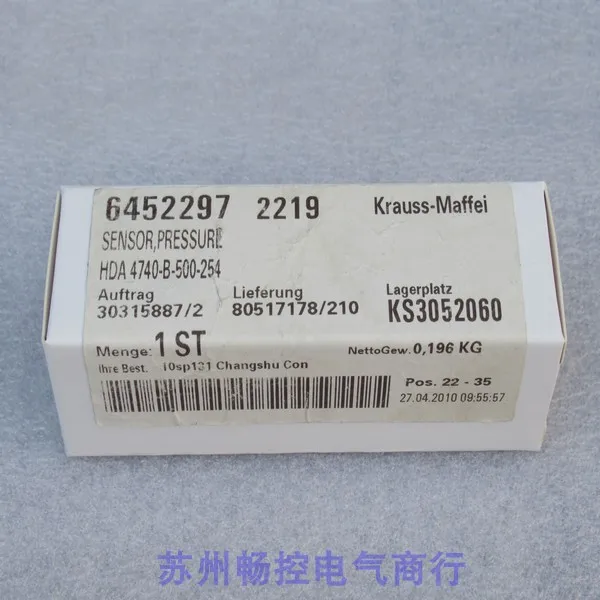 6452297 2219 Krauss-Maffei
SENSOR,PRESSURE
HDA 4740-B-500-254
Auftrag Lieferung Lagerplatz
30315887/2 80517178/210 KS3052060
Menge: 1 ST NettoGew. 0,196 KG
Ihre Best. 10sp131 Changshu Con
Pos. 22 - 35
27.04.2010 09:55:57
苏州畅控电气商行